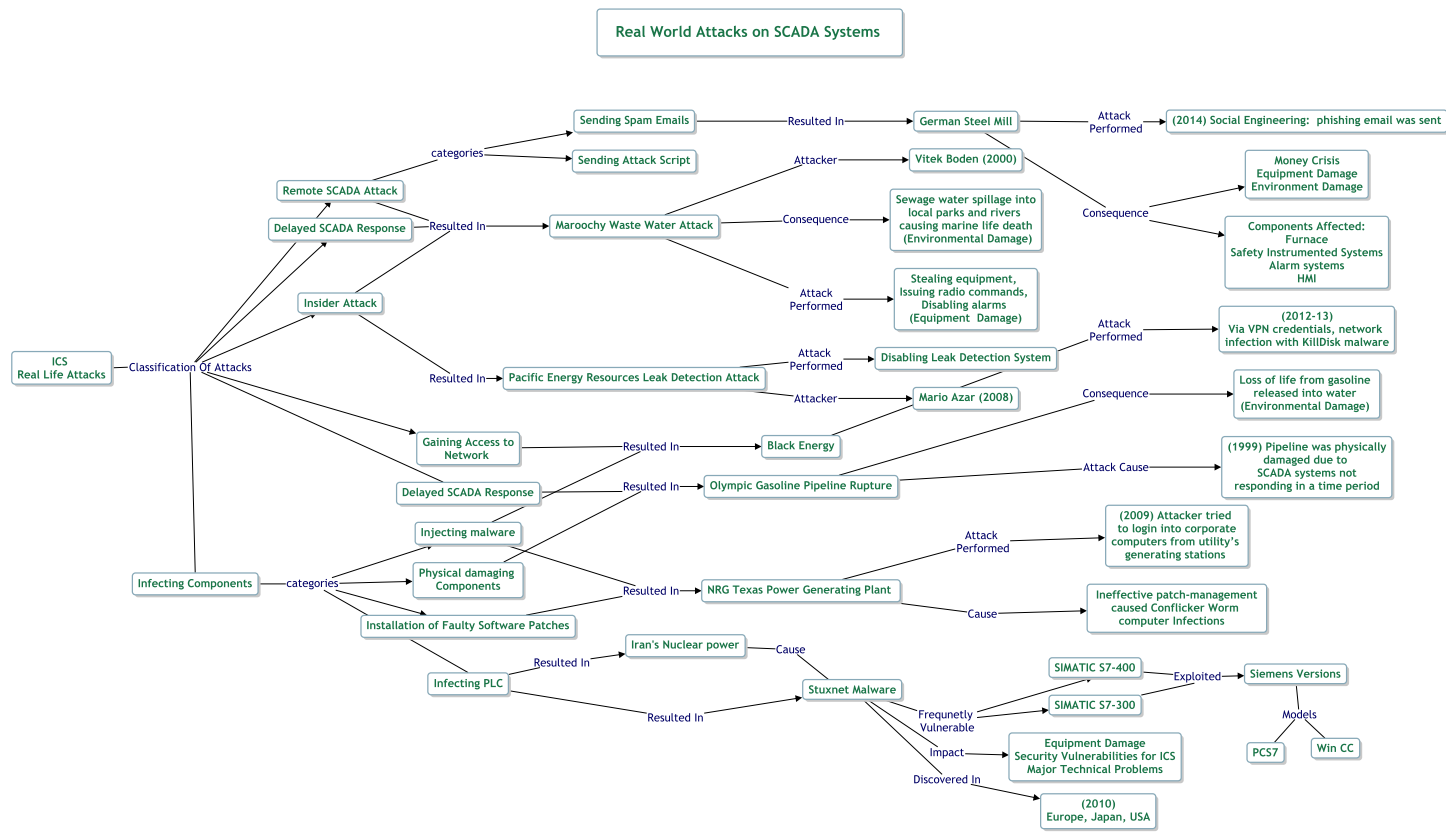 Real World Attacks on SCADA Systems
Sending Spam Emails
Resulted In
German Steel Mill
Attack
Performed
(2014) Social Engineering:  phishing email was sent
categories
Sending Attack Script
Attacker
Vitek Boden (2000)
Money Crisis
Equipment Damage
Environment Damage
Remote SCADA Attack
Delayed SCADA Response
Resulted In
Maroochy Waste Water Attack
Consequence
Sewage water spillage into
local parks and rivers
causing marine life death
(Environmental Damage)
Consequence
Components Affected:
Furnace
Safety Instrumented Systems
Alarm systems
HMI
Insider Attack
Attack
Performed
Stealing equipment,
Issuing radio commands,
Disabling alarms
(Equipment  Damage)
Attack
Performed
(2012-13)
Via VPN credentials, network
infection with KillDisk malware
ICS
Real Life Attacks
Classification Of Attacks
Resulted In
Pacific Energy Resources Leak Detection Attack
Attack
Performed
Disabling Leak Detection System
Attacker
Mario Azar (2008)
Consequence
Loss of life from gasoline
released into water
(Environmental Damage)
Gaining Access to
Network
Resulted In
Black Energy
Delayed SCADA Response
Resulted In
Olympic Gasoline Pipeline Rupture
Attack Cause
(1999) Pipeline was physically
damaged due to
SCADA systems not
responding in a time period
Injecting malware
Attack
Performed
(2009) Attacker tried
to login into corporate
computers from utility’s
generating stations
Infecting Components
categories
Physical damaging
Components
Resulted In
NRG Texas Power Generating Plant
Cause
Ineffective patch-management
caused Conflicker Worm
computer Infections
Installation of Faulty Software Patches
Infecting PLC
Resulted In
Iran's Nuclear power
Cause
Resulted In
Stuxnet Malware
Frequnetly
Vulnerable
SIMATIC S7-400
SIMATIC S7-300
Exploited
Siemens Versions
Models
PCS7
Win CC
Impact
Equipment Damage
Security Vulnerabilities for ICS
Major Technical Problems
Discovered In
(2010)
Europe, Japan, USA